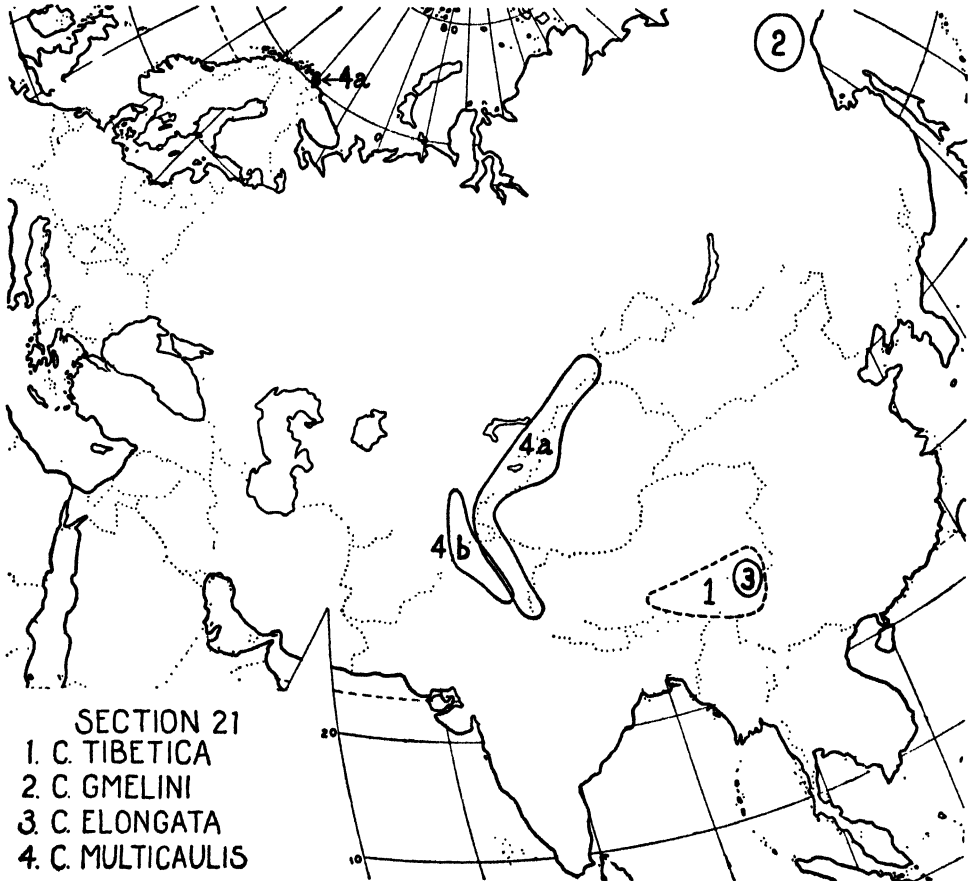 2
←4a
4a
4b
1
3
SECTION 21
1. C. TIBETICA
2. C. GMELINI
3. C. ELONGATA
4. C. MULTICAULIS
20
10